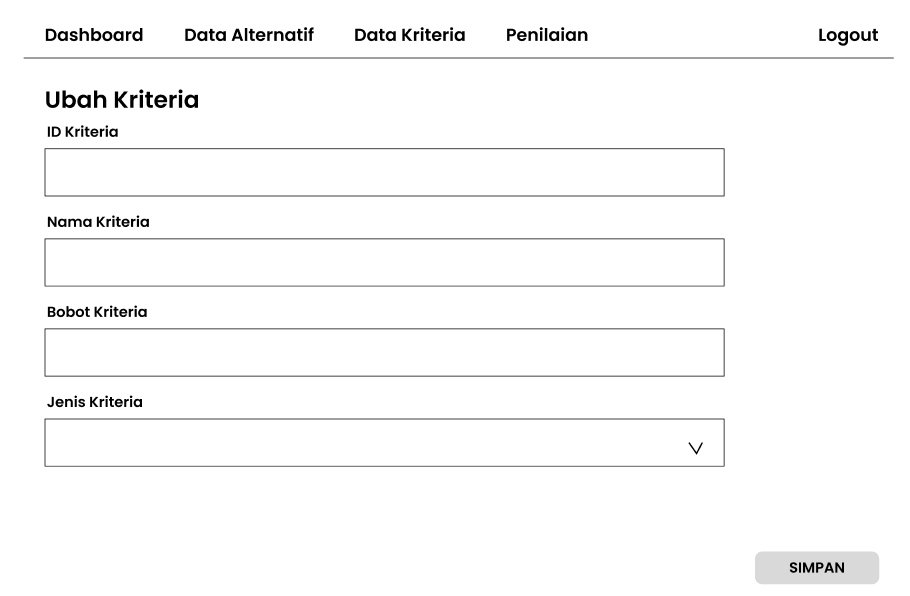 Dashboard Data Alternatif Data Kriteria Penilaian Logout
Ubah Kriteria
ID Kriteria
Nama Kriteria
Bobot Kriteria
Jenis Kriteria
SIMPAN